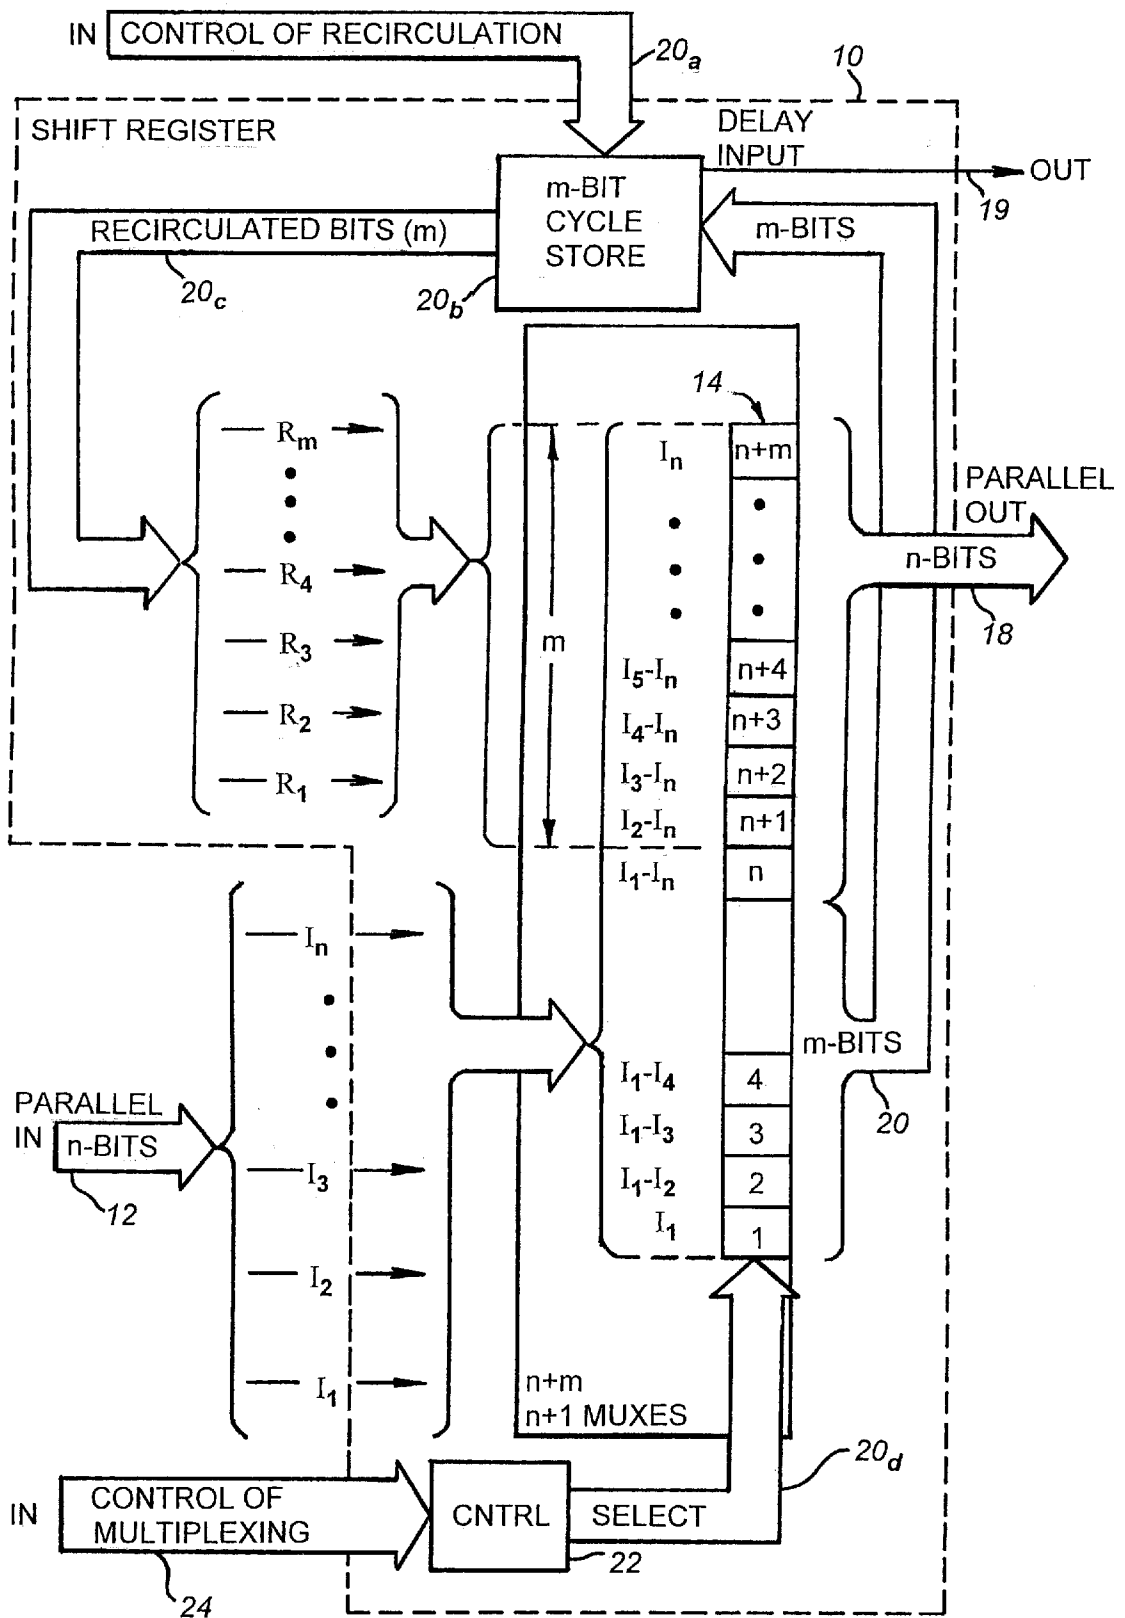 IN CONTROL OF RECIRCULATION
20a
10
SHIFT REGISTER
DELAY
INPUT
OUT
19
m-BIT
CYCLE
STORE
m-BITS
RECIRCULATED BITS (m)
20c
20b
14
Rm
In
n+m
PARALLEL
OUT
n-BITS
18
R4
R3
m
I5-In
n+4
R2
I4-In
n+3
R1
I3-In
n+2
I2-In
n+1
I1-In
n
In
m-BITS
I1-I4
4
20
PARALLEL
IN
n-BITS
12
I1-I3
3
I3
I1-I2
2
I1
1
I2
I1
n+m
n+1 MUXES
20d
IN
CONTROL OF
MULTIPLEXING
CNTRL
SELECT
22
24